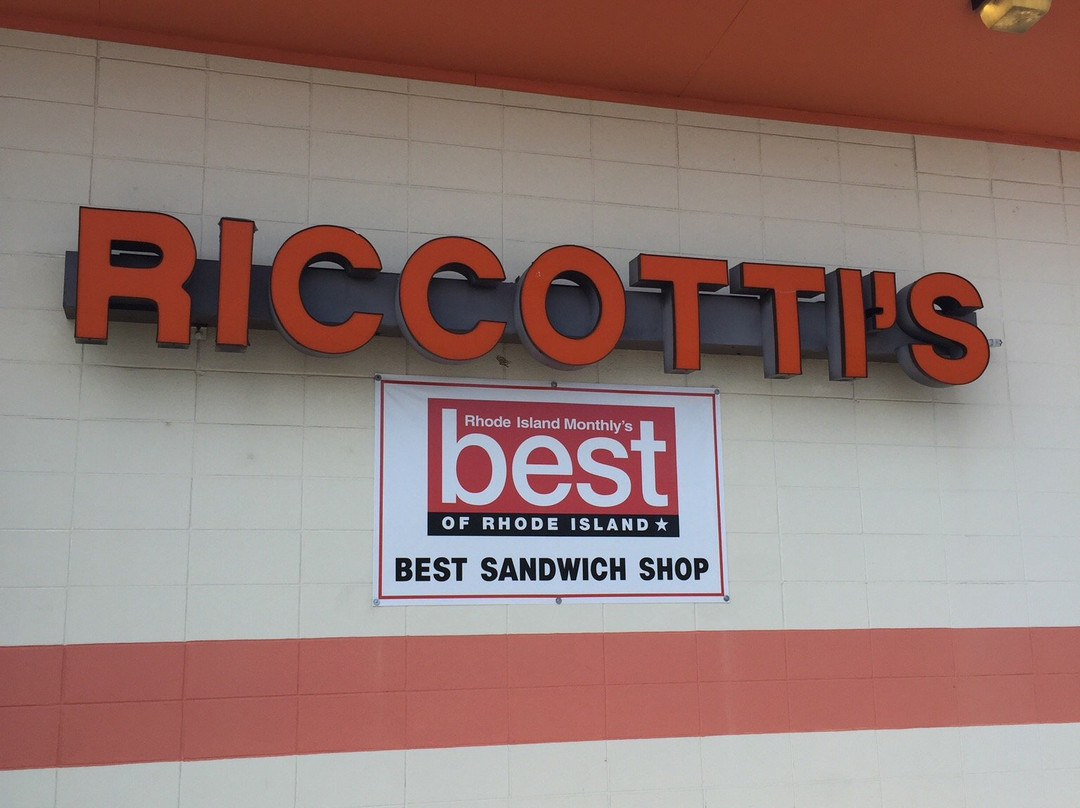 RICCOTTI'S
Rhode Island Monthly's
best
OF RHODE ISLAND★
BEST SANDWICH SHOP